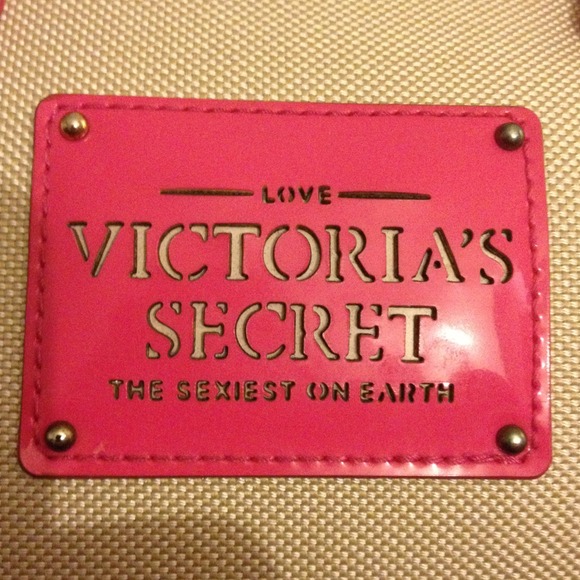 LOVE
VICTORIA'S
SECRET
THE SEXIEST ON EARTH